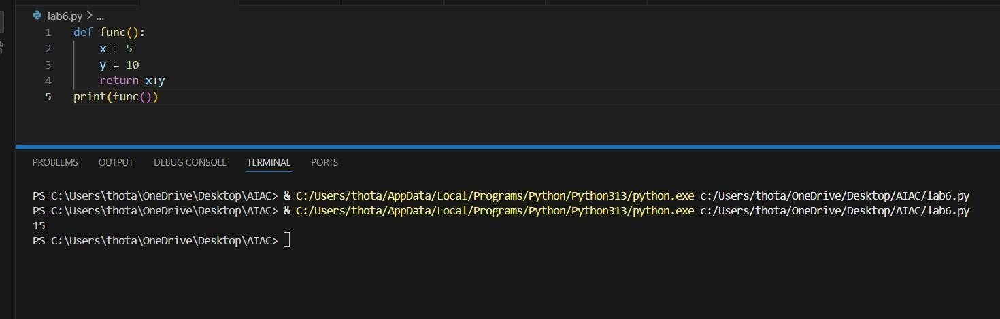 lab6.py > ...
1 def func():
2     x = 5
3     y = 10
4     return x+y
5 print(func())
PROBLEMS OUTPUT DEBUG CONSOLE TERMINAL PORTS
PS C:\Users\thota\OneDrive\Desktop\AIAC> & C:/Users/thota/AppData/Local/Programs/Python/Python313/python.exe c:/Users/thota/OneDrive/Desktop/AIAC/lab6.py
PS C:\Users\thota\OneDrive\Desktop\AIAC> & C:/Users/thota/AppData/Local/Programs/Python/Python313/python.exe c:/Users/thota/OneDrive/Desktop/AIAC/lab6.py
15
PS C:\Users\thota\OneDrive\Desktop\AIAC>